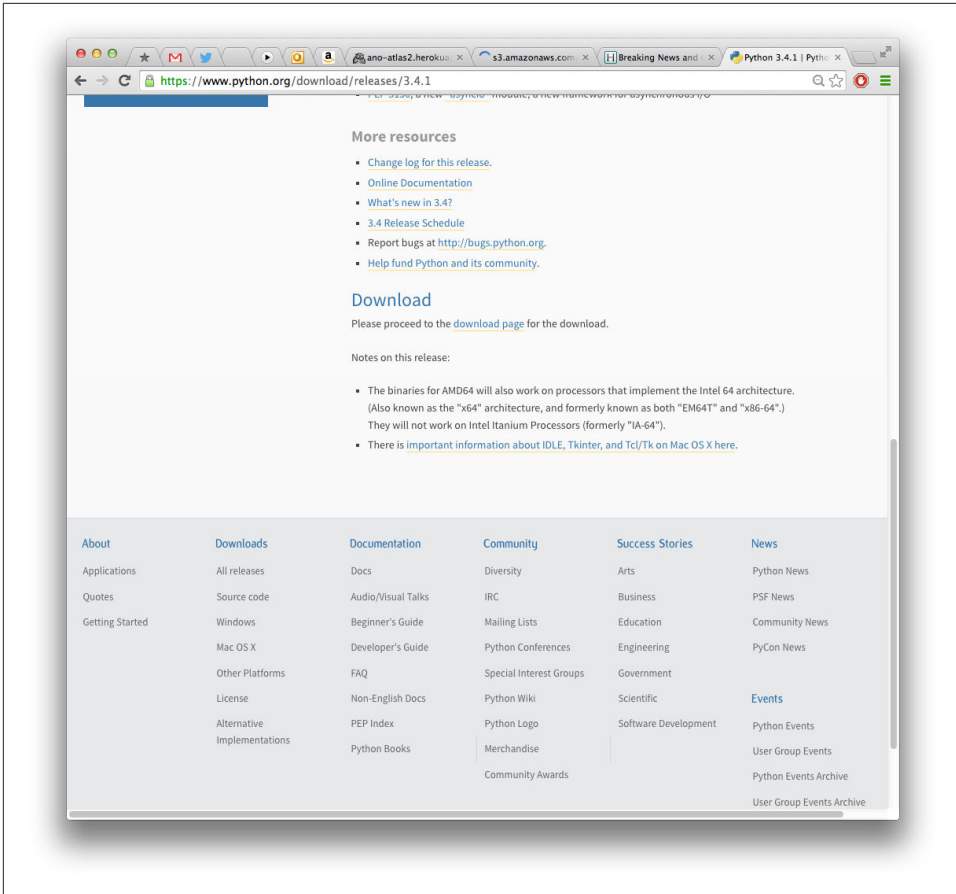 ano-atlas2.herokua
s3.amazonaws.com
Breaking News and
Python 3.4.1 | Pytho
https://www.python.org/download/releases/3.4.1
module, a new framework for asynchronous I/O
More resources
Change log for this release.
Online Documentation
What's new in 3.4?
3.4 Release Schedule
Report bugs at http://bugs.python.org.
Help fund Python and its community.
Download
Please proceed to the download page for the download.
Notes on this release:
The binaries for AMD64 will also work on processors that implement the Intel 64 architecture.
(Also known as the "x64" architecture, and formerly known as both "EM64T" and "x86-64".)
They will not work on Intel Itanium Processors (formerly "IA-64").
There is important information about IDLE, Tkinter, and Tcl/Tk on Mac OS X here.
About
Applications
Quotes
Getting Started
Downloads
All releases
Source code
Windows
Mac OS X
Other Platforms
License
Alternative
Implementations
Documentation
Docs
Audio/Visual Talks
Beginner's Guide
Developer's Guide
FAQ
Non-English Docs
PEP Index
Python Books
Community
Diversity
IRC
Mailing Lists
Python Conferences
Special Interest Groups
Python Wiki
Python Logo
Merchandise
Community Awards
Success Stories
Arts
Business
Education
Engineering
Government
Scientific
Software Development
News
Python News
PSF News
Community News
PyCon News
Events
Python Events
User Group Events
Python Events Archive
User Group Events Archive